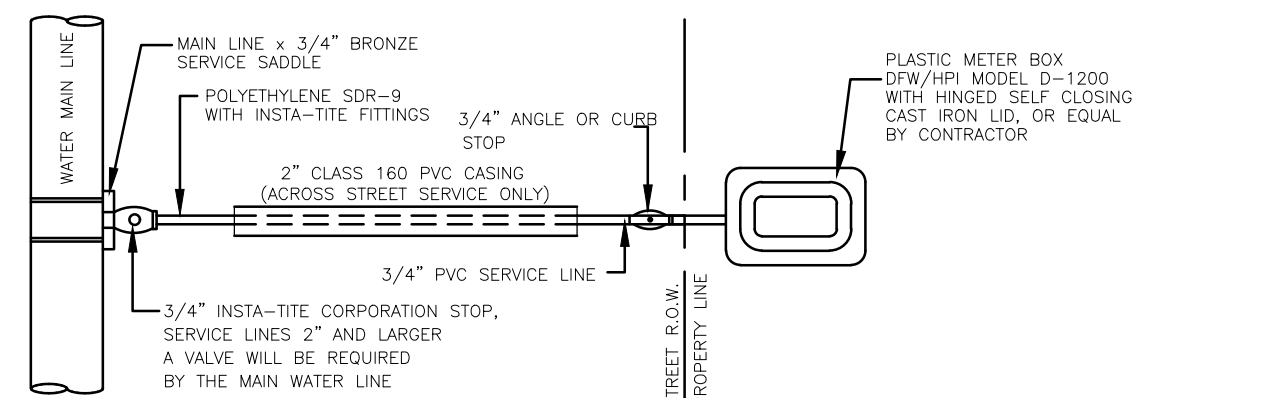 WATER MAIN LINE
MAIN LINE x 3/4" BRONZE
SERVICE SADDLE
POLYETHYLENE SDR-9
WITH INSTA-TITE FITTINGS
3/4" ANGLE OR CURB
STOP
PLASTIC METER BOX
DFW/HPI MODEL D-1200
WITH HINGED SELF CLOSING
CAST IRON LID, OR EQUAL
BY CONTRACTOR
2" CLASS 160 PVC CASING
(ACROSS STREET SERVICE ONLY)
3/4" PVC SERVICE LINE
3/4" INSTA-TITE CORPORATION STOP,
SERVICE LINES 2" AND LARGER
A VALVE WILL BE REQUIRED
BY THE MAIN WATER LINE
TREET R.O.W.
ROPERTY LINE